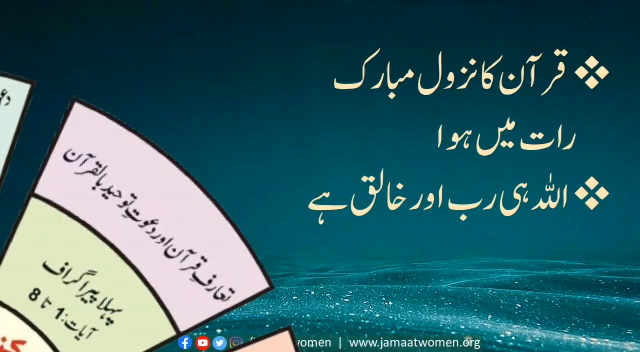 ❖ قرآن کا نزول مبارک
رات میں ہوا
❖ اللہ ہی رب اور خالق ہے
تعارفِ قرآن اور دعوتِ توحید بالقرآن
پہلا پیراگراف
آیات: 1 تا 8
omen | www.jamaatwomen.org